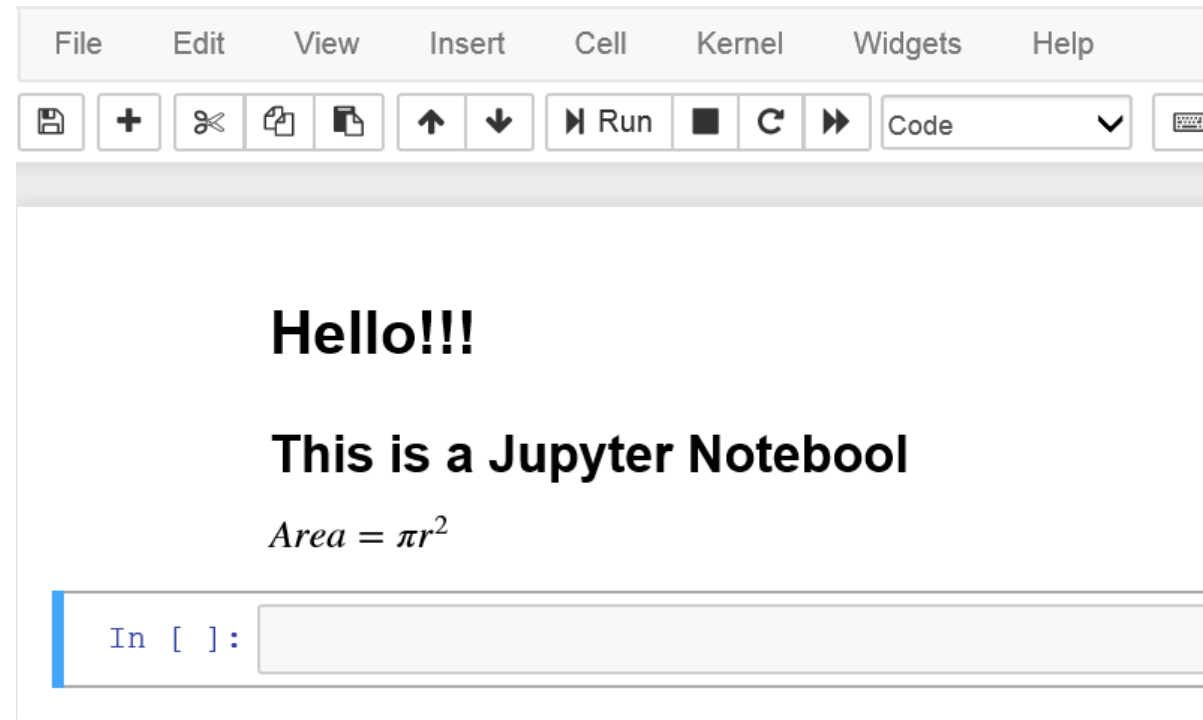 File Edit View Insert Cell Kernel Widgets Help
Run Code
Hello!!!
This is a Jupyter Notebool
Area = πr²
In [ ]: